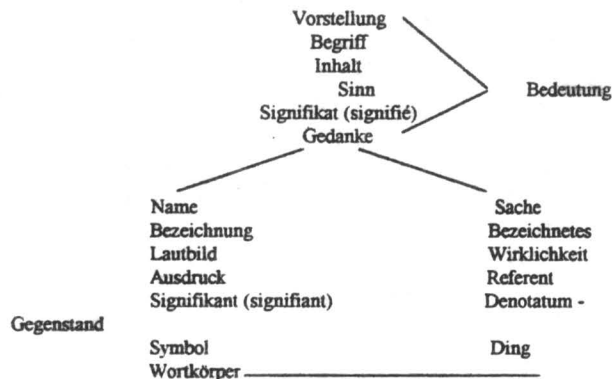 Vorstellung
Begriff
Inhalt
Sinn Bedeutung
Signifikat (signifié)
Gedanke
Name Sache
Bezeichnung Bezeichnetes
Lautbild Wirklichkeit
Ausdruck Referent
Signifikant (signifiant) Denotatum -
Gegenstand
Symbol Ding
Wortkörper